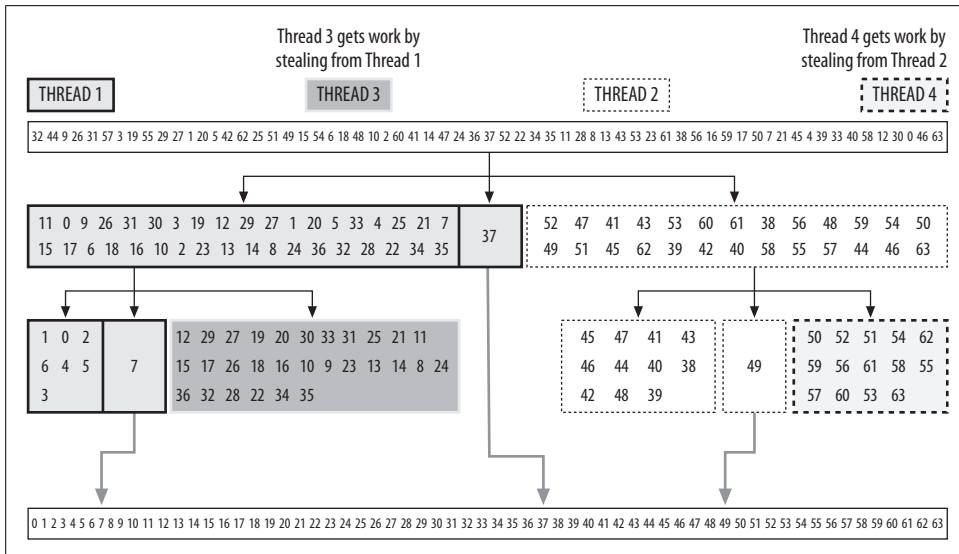 Thread 3 gets work by
stealing from Thread 1
Thread 4 gets work by
stealing from Thread 2
THREAD 1
THREAD 3
THREAD 2
THREAD 4
32 44 9 26 31 57 3 19 55 29 27 1 20 5 42 62 25 51 49 15 54 6 18 48 10 2 60 41 14 47 24 36 37 52 22 34 35 11 28 8 13 43 53 23 61 38 56 16 59 17 50 7 21 45 4 39 33 40 58 12 30 0 46 63
11 0 9 26 31 30 3 19 12 29 27 1 20 5 33 4 25 21 7
15 17 6 18 16 10 2 23 13 14 8 24 36 32 28 22 34 35
37
52 47 41 43 53 60 61 38 56 48 59 54 50
49 51 45 62 39 42 40 58 55 57 44 46 63
1 0 2
6 4 5
3
7
12 29 27 19 20 30 33 31 25 21 11
15 17 26 18 16 10 9 23 13 14 8 24
36 32 28 22 34 35
45 47 41 43
46 44 40 38
42 48 39
49
50 52 51 54 62
59 56 61 58 55
57 60 53 63
0 1 2 3 4 5 6 7 8 9 10 11 12 13 14 15 16 17 18 19 20 21 22 23 24 25 26 27 28 29 30 31 32 33 34 35 36 37 38 39 40 41 42 43 44 45 46 47 48 49 50 51 52 53 54 55 56 57 58 59 60 61 62 63